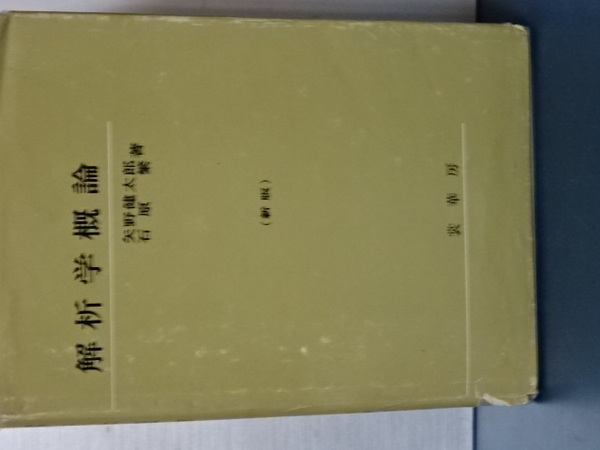 解析学概論
矢野健太郎
石原 繁 著
(新版)
裳華房